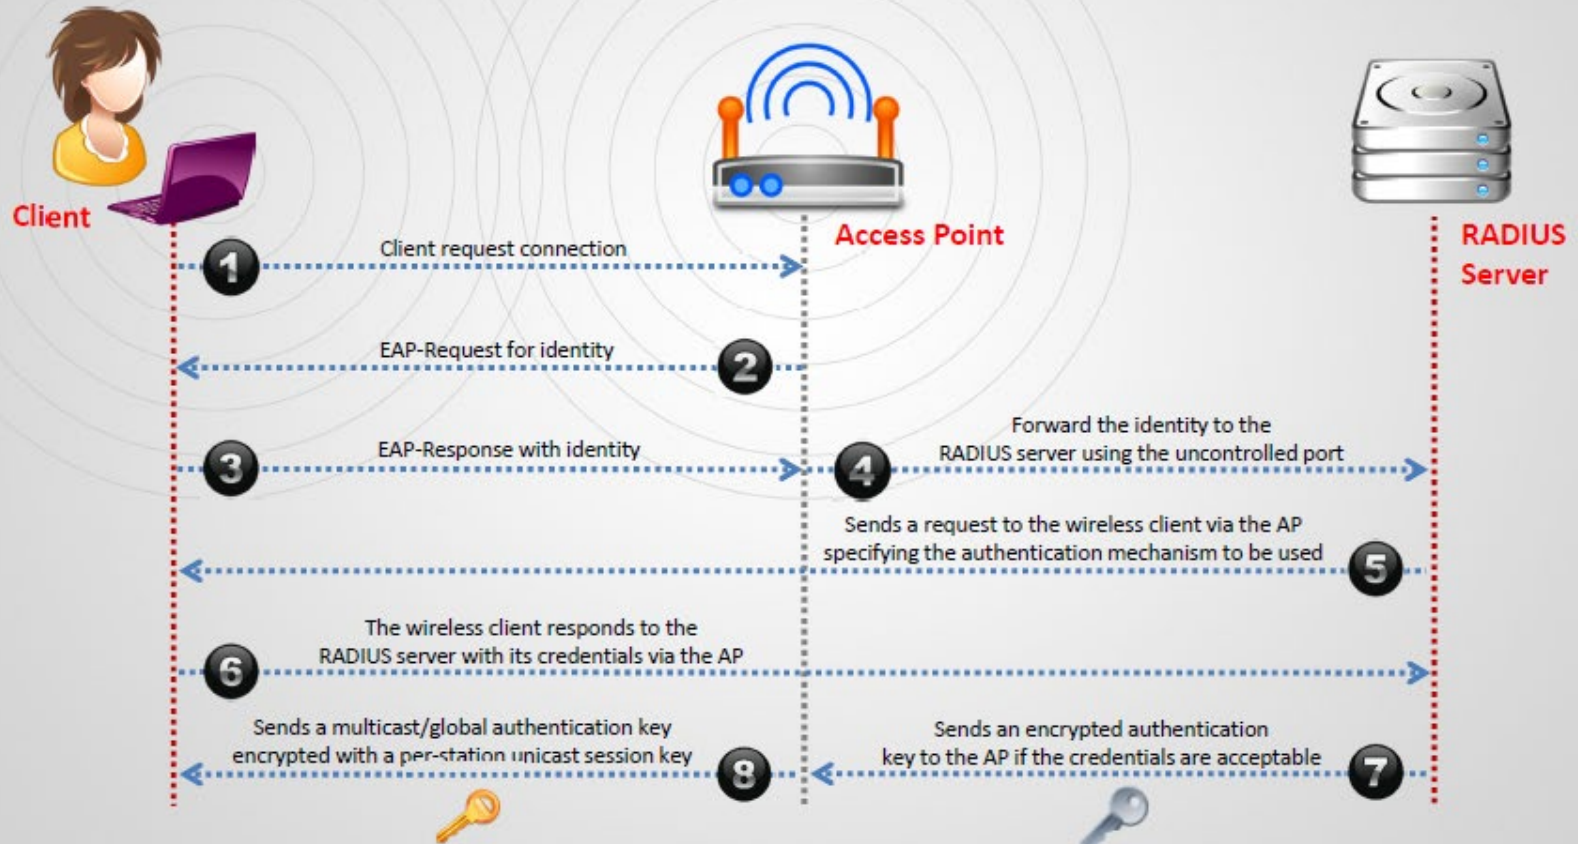 Client
Access Point
RADIUS
Server
1
Client request connection
EAP-Request for identity
2
3
EAP-Response with identity
4
Forward the identity to the
RADIUS server using the uncontrolled port
Sends a request to the wireless client via the AP
specifying the authentication mechanism to be used
5
The wireless client responds to the
RADIUS server with its credentials via the AP
6
Sends an encrypted authentication
key to the AP if the credentials are acceptable
7
Sends a multicast/global authentication key
encrypted with a per-station unicast session key
8